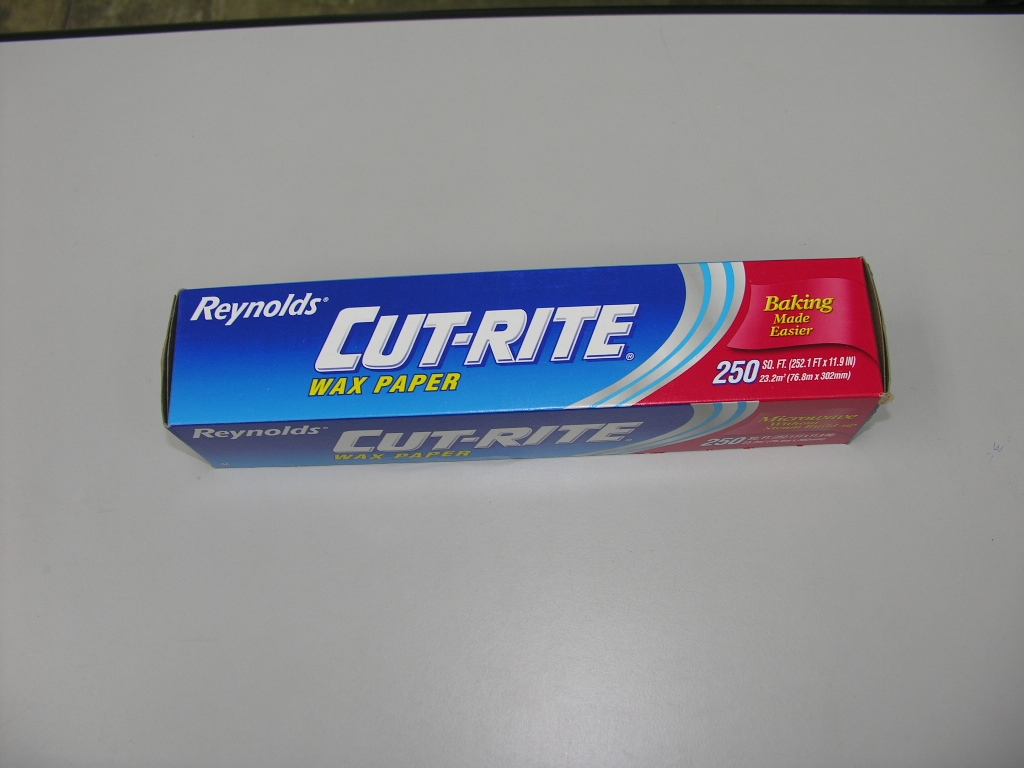 Reynolds®
CUT-RITE®
WAX PAPER
Baking
Made
Easier
250 SQ. FT. (252.1 FT x 11.9 IN)
23.2m² (76.8m x 302mm)
Reynolds
CUT-RITE®
WAX PAPER
Microwave
250